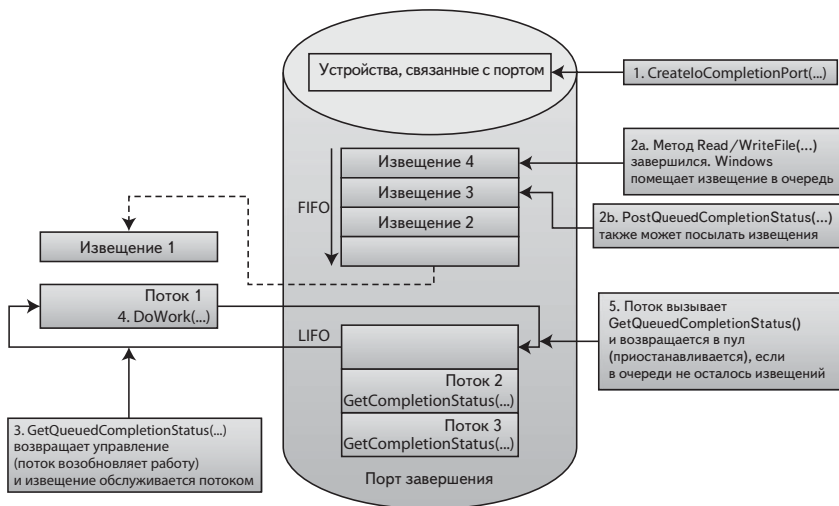 Устройства, связанные с портом
1. CreateIoCompletionPort(...)
Извещение 4
Извещение 3
Извещение 2
FIFO
2a. Метод Read/WriteFile(...)
завершился. Windows
помещает извещение в очередь
2b. PostQueuedCompletionStatus(...)
также может посылать извещения
Извещение 1
Поток 1
4. DoWork(...)
LIFO
Поток 2
GetCompletionStatus(...)
Поток 3
GetCompletionStatus(...)
5. Поток вызывает
GetQueuedCompletionStatus()
и возвращается в пул
(приостанавливается), если
в очереди не осталось извещений
3. GetQueuedCompletionStatus(...)
возвращает управление
(поток возобновляет работу)
и извещение обслуживается потоком
Порт завершения